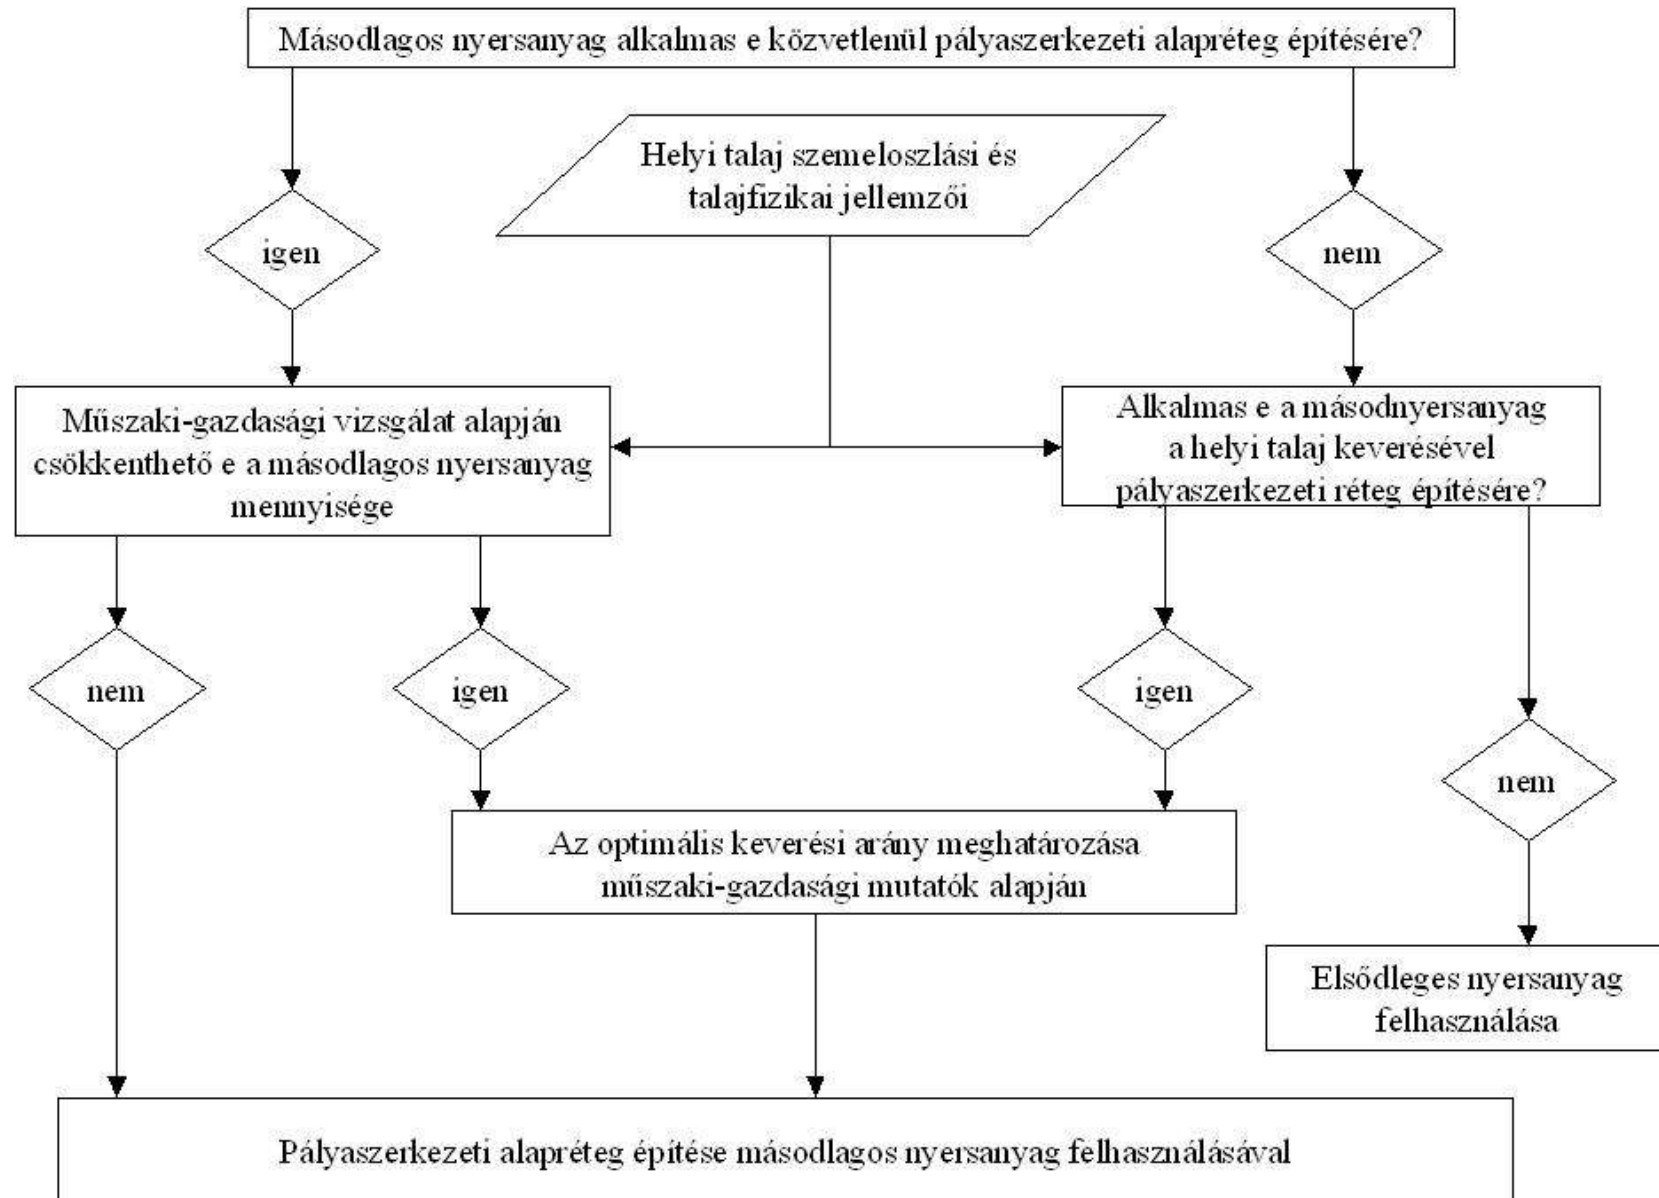 Másodlagos nyersanyag alkalmas e közvetlenül pályaszerkezeti alapréteg építésére?
Helyi talaj szemeloszlási és
talajfizikai jellemzői
igen
nem
Műszaki-gazdasági vizsgálat alapján
csökkenthető e a másodlagos nyersanyag
mennyisége
Alkalmas e a másodnyersanyag
a helyi talaj keverésével
pályaszerkezeti réteg építésére?
nem
igen
igen
nem
Az optimális keverési arány meghatározása
műszaki-gazdasági mutatók alapján
Elsődleges nyersanyag
felhasználása
Pályaszerkezeti alapréteg építése másodlagos nyersanyag felhasználásával